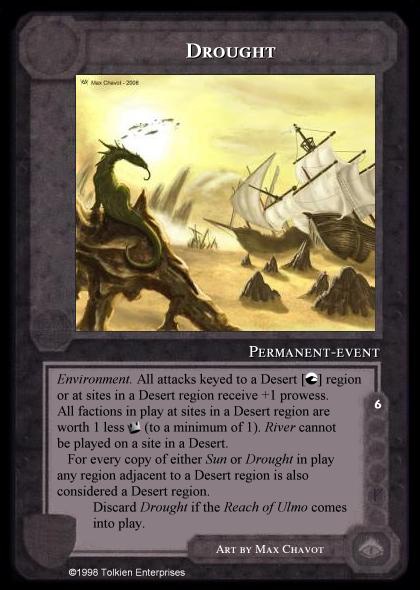 DROUGHT
Max Chavot - 2006
PERMANENT-EVENT
Environment. All attacks keyed to a Desert [ ] region
or at sites in a Desert region receive +1 prowess.
All factions in play at sites in a Desert region are
worth 1 less (to a minimum of 1). River cannot
be played on a site in a Desert.
For every copy of either Sun or Drought in play
any region adjacent to a Desert region is also
considered a Desert region.
Discard Drought if the Reach of Ulmo comes
into play.
6
ART BY MAX CHAVOT
©1998 Tolkien Enterprises